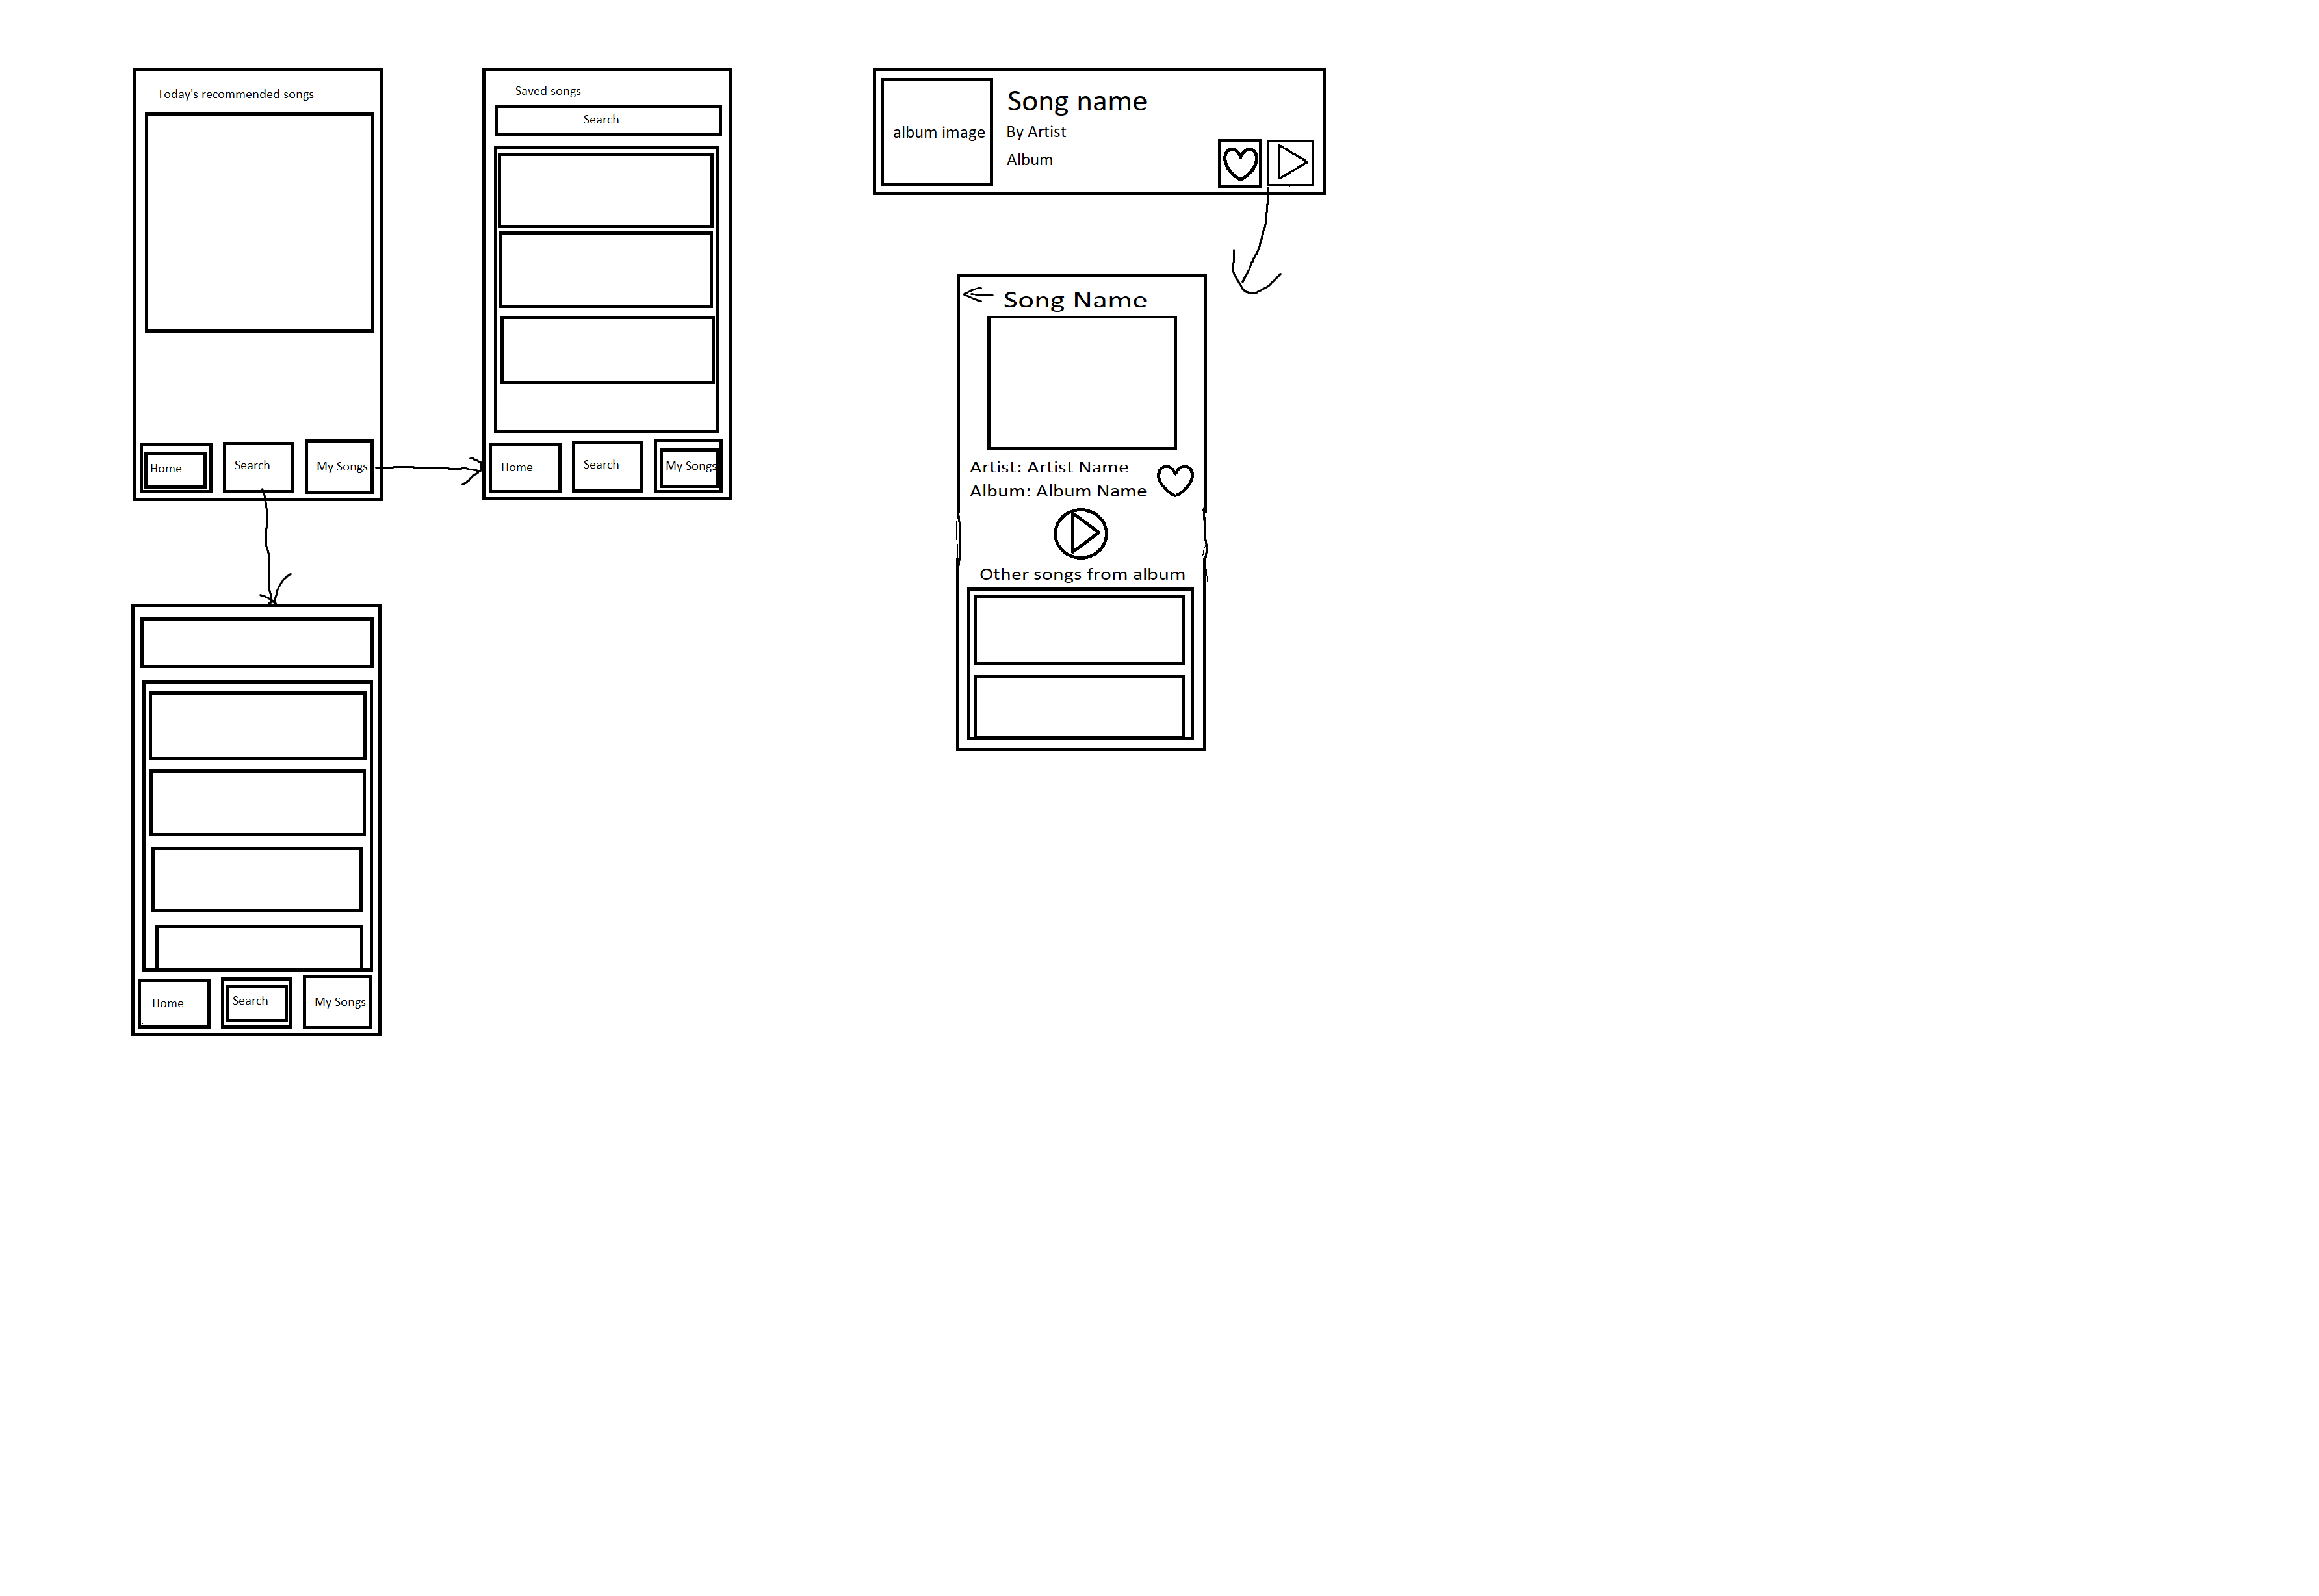 Today's recommended songs
Home
Search
My Songs
Saved songs
Search
Home
Search
My Songs
album image
Song name
By Artist
Album
Song Name
Artist: Artist Name
Album: Album Name
Other songs from album
Home
Search
My Songs